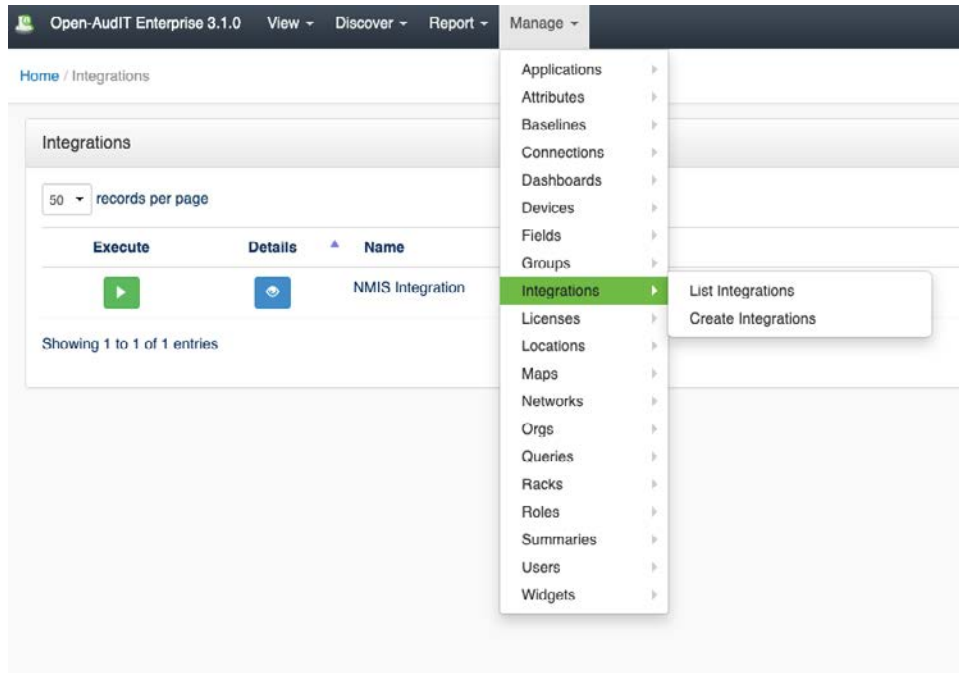 Open-AudIT Enterprise 3.1.0 View Discover Report Manage
Home / Integrations
Integrations
50 records per page
Execute Details Name
NMIS Integration
Showing 1 to 1 of 1 entries
Applications
Attributes
Baselines
Connections
Dashboards
Devices
Fields
Groups
Integrations
Licenses
Locations
Maps
Networks
Orgs
Queries
Racks
Roles
Summaries
Users
Widgets
List Integrations
Create Integrations